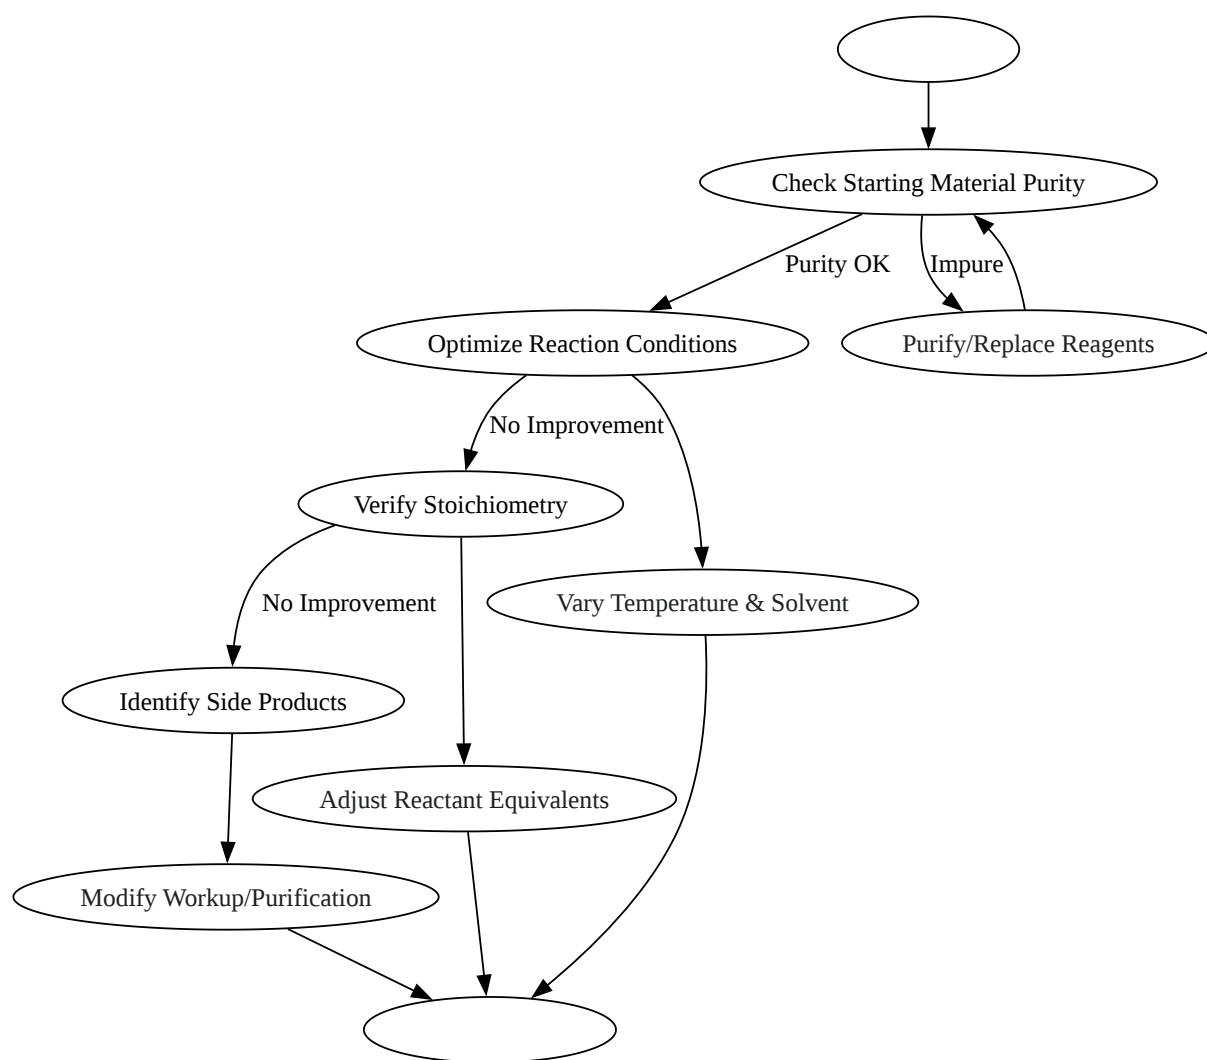 Check Starting Material Purity
Purity OK
Impure
Optimize Reaction Conditions
Purify/Replace Reagents
No Improvement
Verify Stoichiometry
No Improvement
Vary Temperature & Solvent
Identify Side Products
Adjust Reactant Equivalents
Modify Workup/Purification